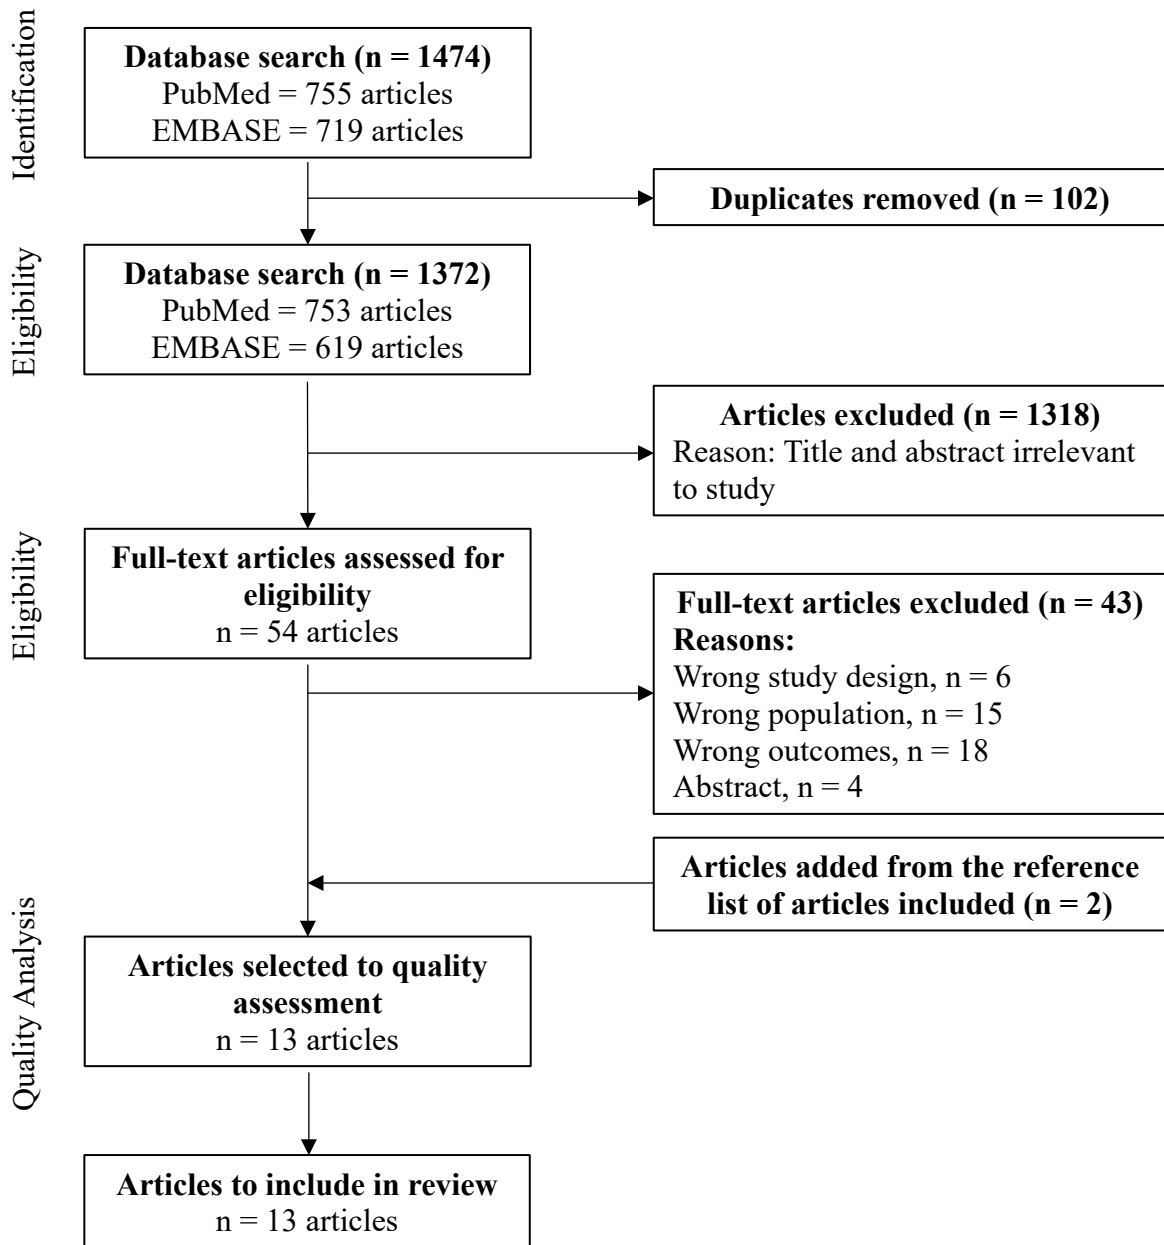 Identification
Database search (n = 1474)
PubMed = 755 articles
EMBASE = 719 articles
Duplicates removed (n = 102)
Eligibility
Database search (n = 1372)
PubMed = 753 articles
EMBASE = 619 articles
Articles excluded (n = 1318)
Reason: Title and abstract irrelevant
to study
Eligibility
Full-text articles assessed for
eligibility
n = 54 articles
Full-text articles excluded (n = 43)
Reasons:
Wrong study design, n = 6
Wrong population, n = 15
Wrong outcomes, n = 18
Abstract, n = 4
Articles added from the reference
list of articles included (n = 2)
Quality Analysis
Articles selected to quality
assessment
n = 13 articles
Articles to include in review
n = 13 articles